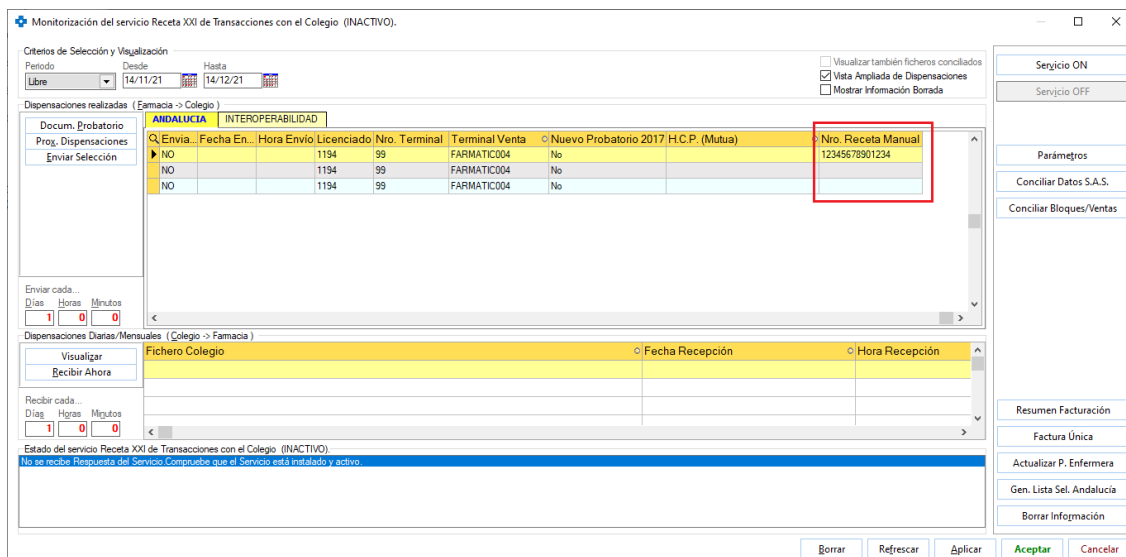 Monitorización del servicio Receta XXI de Transacciones con el Colegio (INACTIVO).
Criterios de Selección y Visualización
Periodo Desde Hasta
Libre 14/11/21 14/12/21
Visualizar también ficheros conciliados
Vista Ampliada de Dispensaciones
Mostrar Información Borrada
Servicio ON
Servicio OFF
Dispensaciones realizadas ( Farmacia -> Colegio )
Docum. Probatorio
Prox. Dispensaciones
Enviar Selección
ANDALUCIA INTEROPERABILIDAD
Envia... Fecha En... Hora Envío Licenciado Nro. Terminal Terminal Venta Nuevo Probatorio 2017 H.C.P. (Mutua) Nro. Receta Manual
NO 1194 99 FARMATIC004 No 12345678901234
NO 1194 99 FARMATIC004 No
NO 1194 99 FARMATIC004 No
Parámetros
Conciliar Datos S.A.S.
Conciliar Bloques/Ventas
Enviar cada...
Días Horas Minutos
1 0 0
Dispensaciones Diarias/Mensuales ( Colegio -> Farmacia )
Visualizar
Recibir Ahora
Fichero Colegio Fecha Recepción Hora Recepción
Recibir cada...
Días Horas Minutos
1 0 0
Estado del servicio Receta XXI de Transacciones con el Colegio (INACTIVO).
No se recibe Respuesta del Servicio.Compruebe que el Servicio está instalado y activo.
Resumen Facturación
Factura Única
Actualizar P. Enfermera
Gen. Lista Sel. Andalucía
Borrar Información
Borrar Refrescar Aplicar Aceptar Cancelar